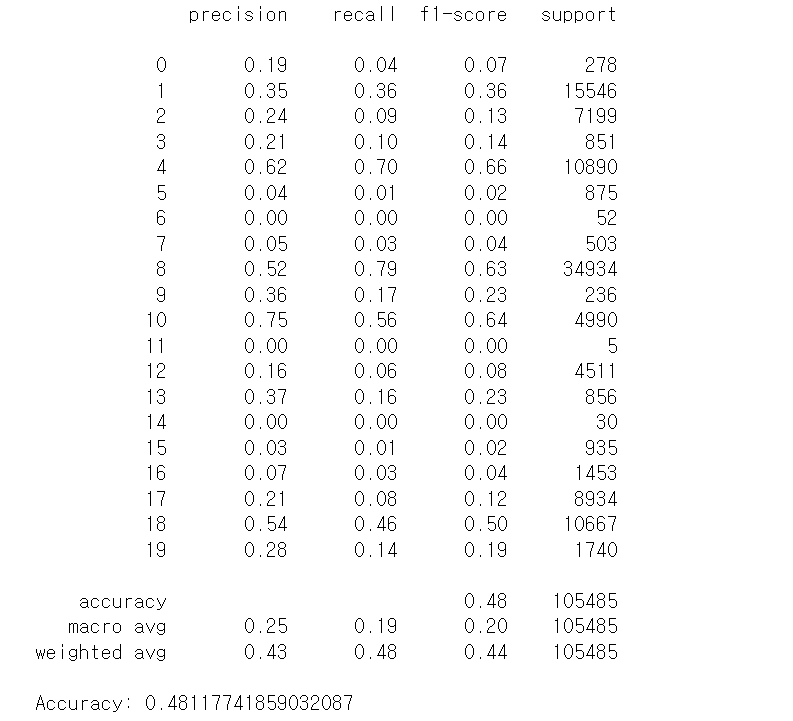 precision recall f1-score support
0 0.19 0.04 0.07 278
1 0.35 0.36 0.36 15546
2 0.24 0.09 0.13 7199
3 0.21 0.10 0.14 851
4 0.62 0.70 0.66 10890
5 0.04 0.01 0.02 875
6 0.00 0.00 0.00 52
7 0.05 0.03 0.04 503
8 0.52 0.79 0.63 34934
9 0.36 0.17 0.23 236
10 0.75 0.56 0.64 4990
11 0.00 0.00 0.00 5
12 0.16 0.06 0.08 4511
13 0.37 0.16 0.23 856
14 0.00 0.00 0.00 30
15 0.03 0.01 0.02 935
16 0.07 0.03 0.04 1453
17 0.21 0.08 0.12 8934
18 0.54 0.46 0.50 10667
19 0.28 0.14 0.19 1740
accuracy 0.48 105485
macro avg 0.25 0.19 0.20 105485
weighted avg 0.43 0.48 0.44 105485
Accuracy: 0.48117741859032087